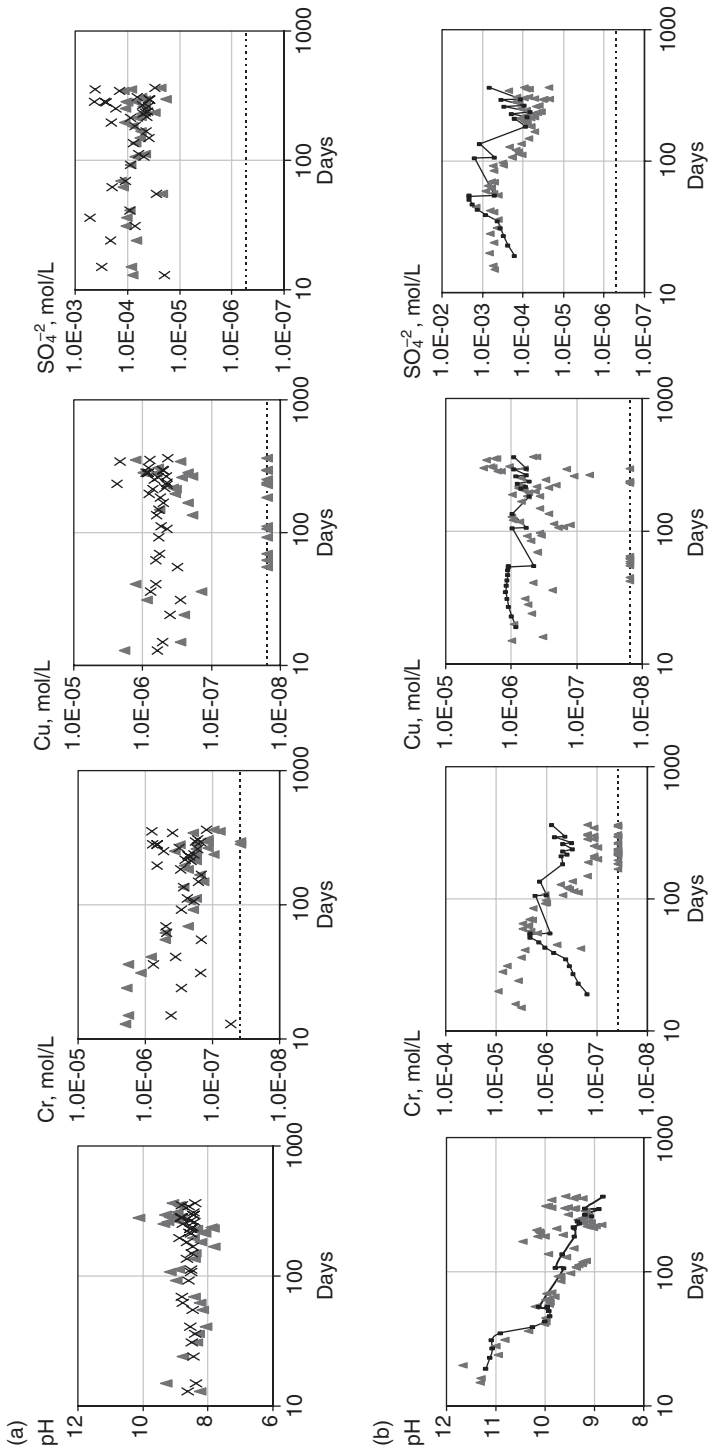 (a)
pH
12
10
8
6
10
100
1000
Days
Cr, mol/L
1.0E-05
1.0E-06
1.0E-07
1.0E-08
10
100
1000
Days
Cu, mol/L
1.0E-05
1.0E-06
1.0E-07
1.0E-08
10
100
1000
Days
SO₄⁻², mol/L
1.0E-03
1.0E-04
1.0E-05
1.0E-06
1.0E-07
10
100
1000
Days
(b)
pH
12
11
10
9
8
10
100
1000
Days
Cr, mol/L
1.0E-04
1.0E-05
1.0E-06
1.0E-07
1.0E-08
10
100
1000
Days
Cu, mol/L
1.0E-05
1.0E-06
1.0E-07
1.0E-08
10
100
1000
Days
SO₄⁻², mol/L
1.0E-02
1.0E-03
1.0E-04
1.0E-05
1.0E-06
1.0E-07
10
100
1000
Days